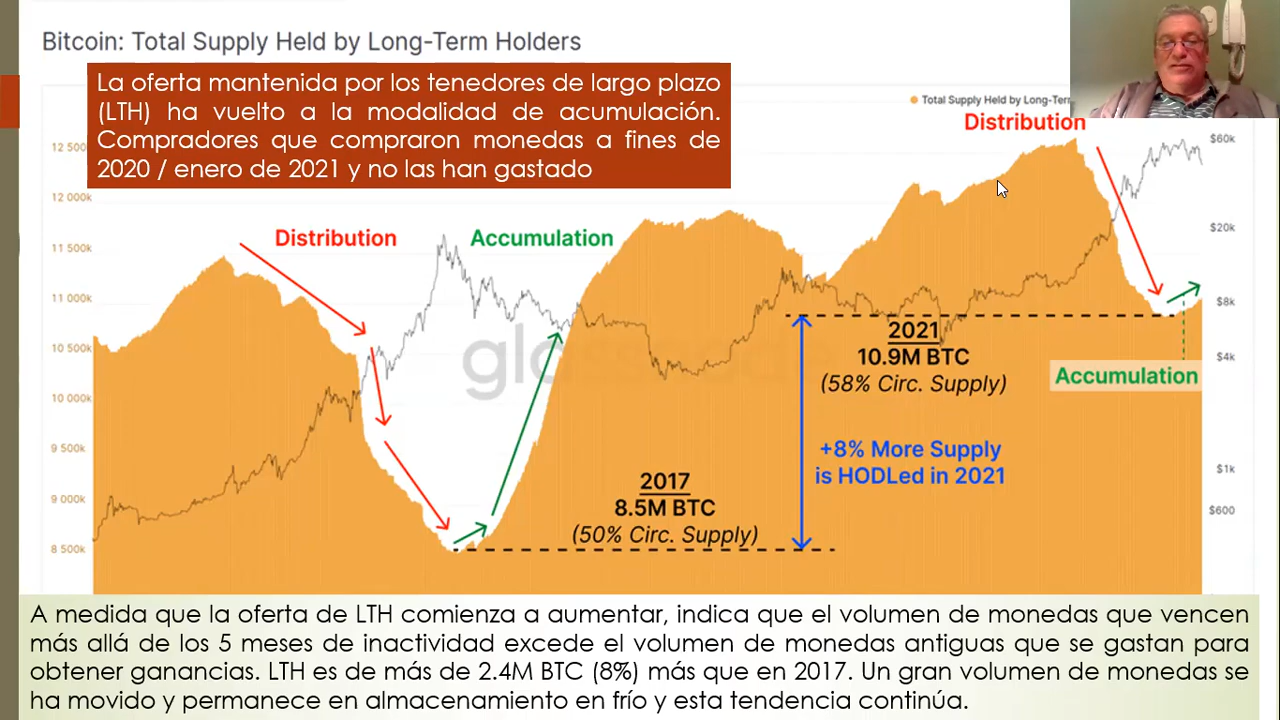 Bitcoin: Total Supply Held by Long-Term Holders
La oferta mantenida por los tenedores de largo plazo
(LTH) ha vuelto a la modalidad de acumulación.
Compradores que compraron monedas a fines de
2020 / enero de 2021 y no las han gastado
Total Supply Held by Long-Term
Distribution
12 500
$60k
12 000k
$20k
11 500k
Distribution
Accumulation
11 000k
$8k
2021
10.9M BTC
(58% Circ. Supply)
10 500k
$4k
Accumulation
10 000k
9 500k
+8% More Supply
is HODLed in 2021
$1k
2017
8.5M BTC
(50% Circ. Supply)
9 000k
$600
8 500k
A medida que la oferta de LTH comienza a aumentar, indica que el volumen de monedas que vencen
más allá de los 5 meses de inactividad excede el volumen de monedas antiguas que se gastan para
obtener ganancias. LTH es de más de 2.4M BTC (8%) más que en 2017. Un gran volumen de monedas se
ha movido y permanece en almacenamiento en frío y esta tendencia continúa.